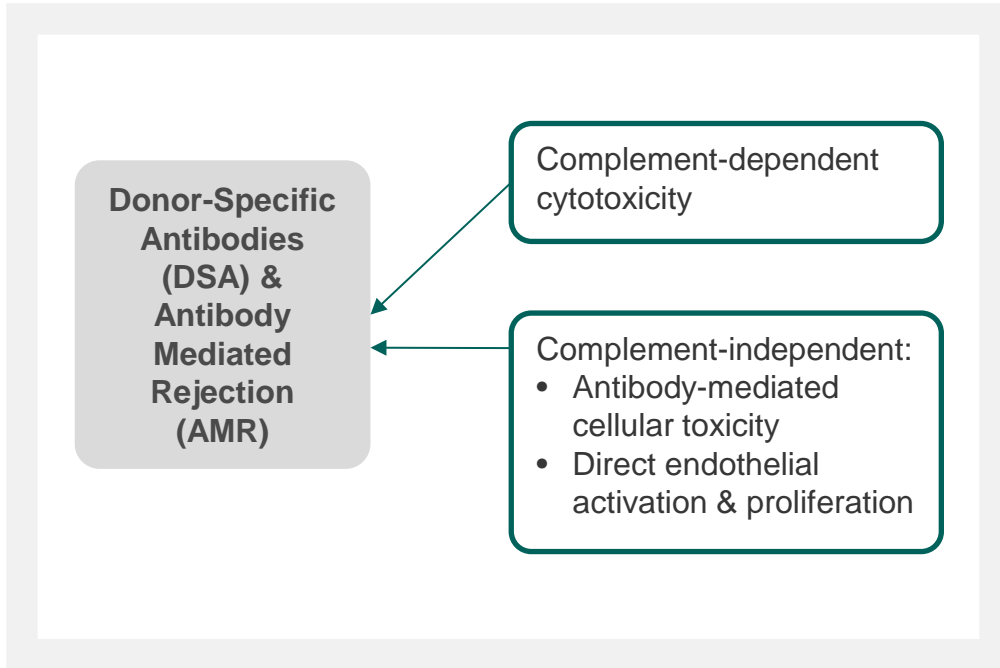 Donor-Specific
Antibodies
(DSA) &
Antibody
Mediated
Rejection
(AMR)
Complement-dependent
cytotoxicity
Complement-independent:
• Antibody-mediated
cellular toxicity
• Direct endothelial
activation & proliferation